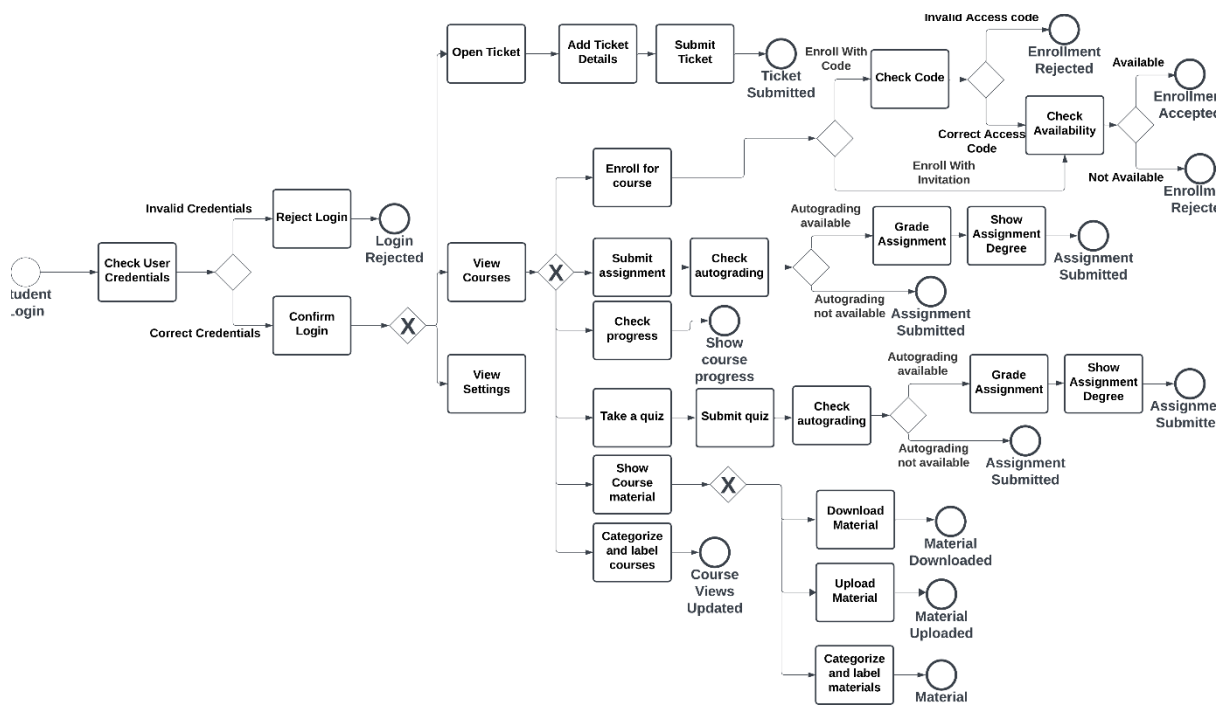 Invalid Access code
Open Ticket
Add Ticket
Details
Submit
Ticket
Ticket
Submitted
Enroll With
Code
Check Code
Enrollment
Rejected
Available
Enrollmen
Accepted
Correct Access
Code
Check
Availability
Not Available
Enrollm
Rejecte
Enroll With
Invitation
Enroll for
course
Invalid Credentials
Reject Login
Login
Rejected
Check User
Credentials
tudent
Login
Correct Credentials
Confirm
Login
X
View
Courses
View
Settings
X
Submit
assignment
Check
autograding
Autograding
available
Grade
Assignment
Show
Assignment
Degree
Assignment
Submitted
Autograding
not available
Assignment
Submitted
Check
progress
Show
course
progress
Take a quiz
Submit quiz
Check
autograding
Autograding
available
Grade
Assignment
Show
Assignment
Degree
Assignme
Submitte
Autograding
not available
Assignment
Submitted
Show
Course
material
X
Download
Material
Material
Downloaded
Categorize
and label
courses
Course
Views
Updated
Upload
Material
Material
Uploaded
Categorize
and label
materials
Material